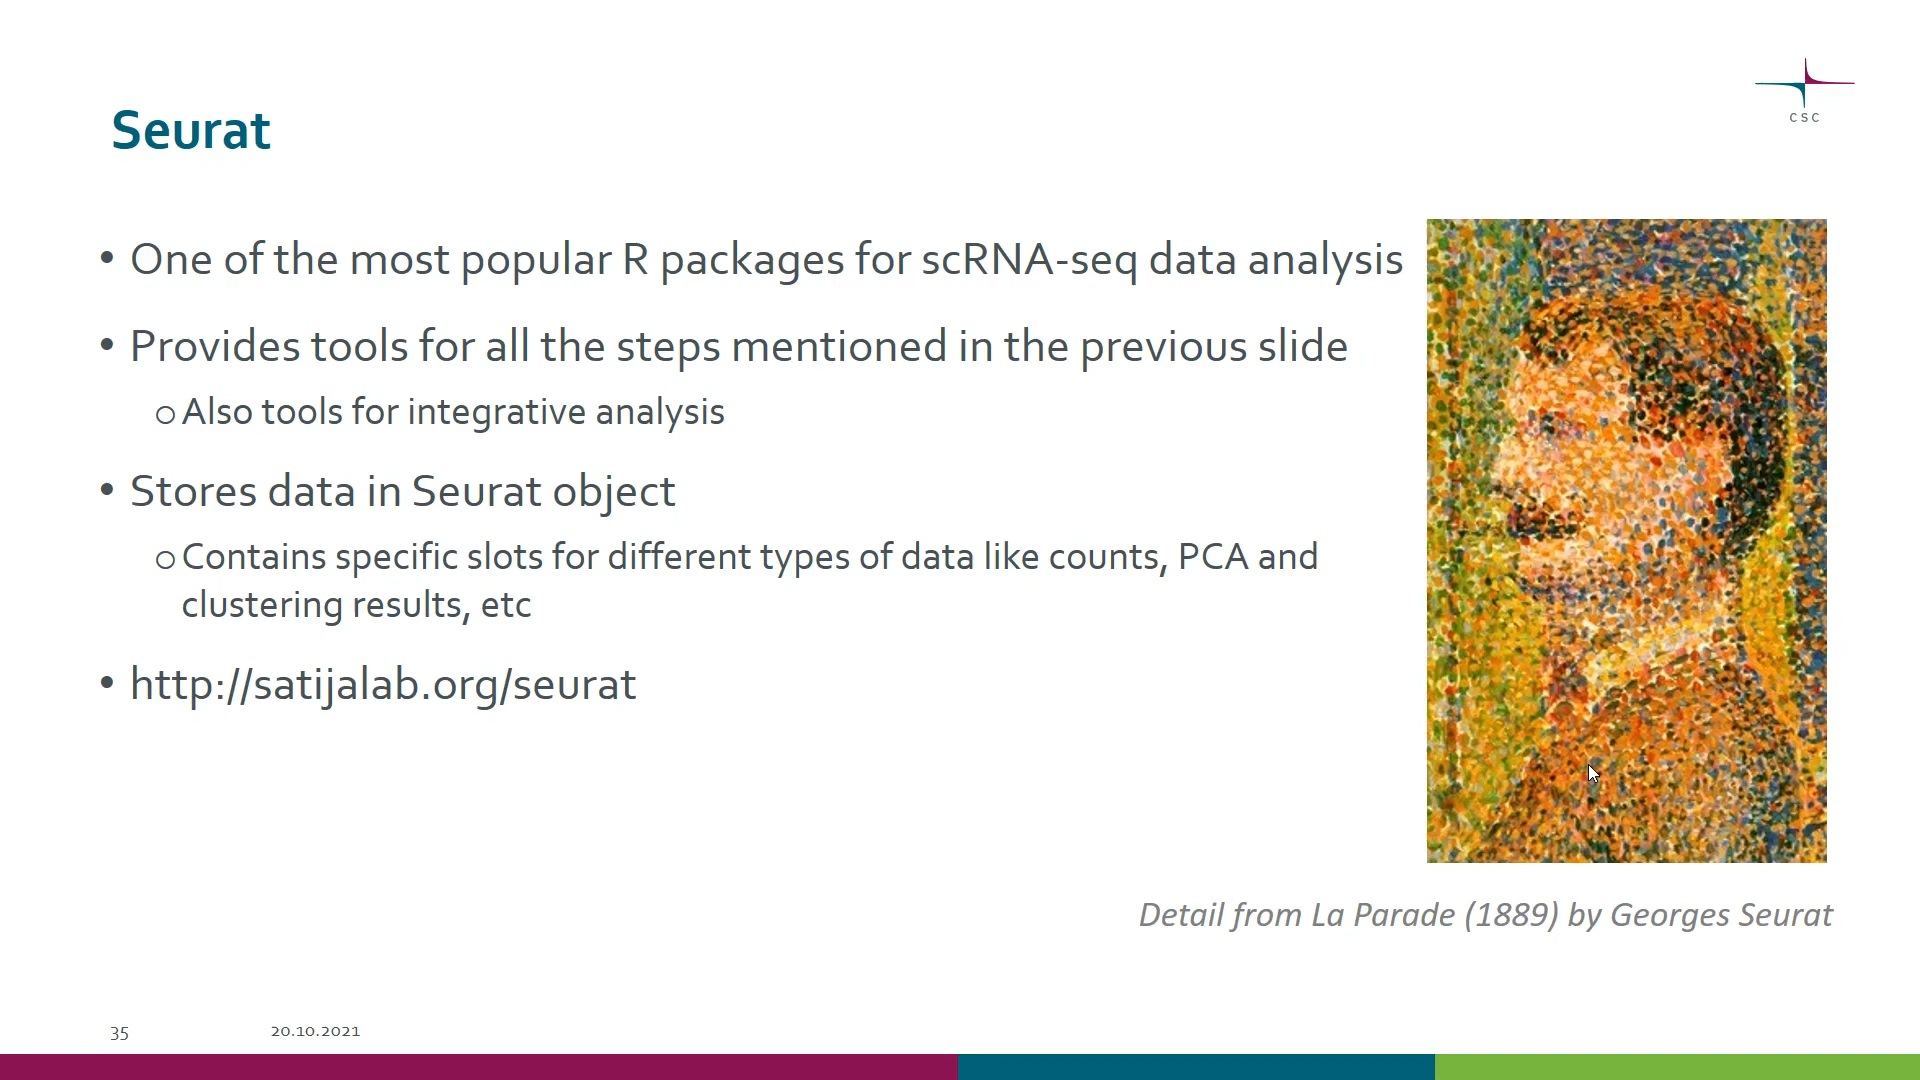 CSC
Seurat
• One of the most popular R packages for scRNA-seq data analysis
• Provides tools for all the steps mentioned in the previous slide
o Also tools for integrative analysis
• Stores data in Seurat object
o Contains specific slots for different types of data like counts, PCA and
clustering results, etc
• http://satijalab.org/seurat
Detail from La Parade (1889) by Georges Seurat
35 20.10.2021